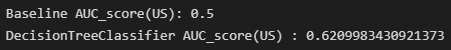 Baseline AUC_score(US): 0.5
DecisionTreeClassifier AUC_score(US) : 0.6209983430921373